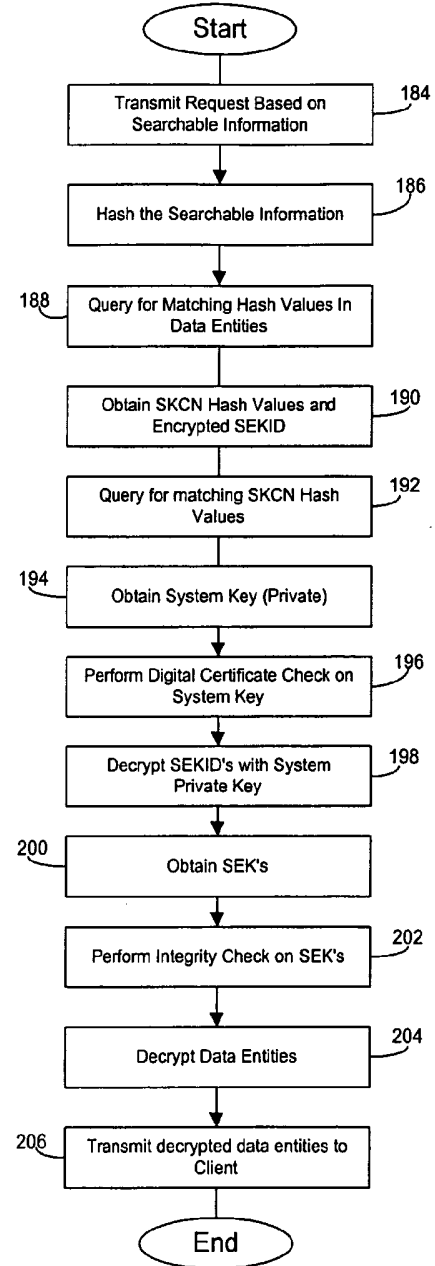 Start
Transmit Request Based on
Searchable Information
184
Hash the Searchable Information
186
188
Query for Matching Hash Values In
Data Entities
Obtain SKCN Hash Values and
Encrypted SEKID
190
Query for matching SKCN Hash
Values
192
194
Obtain System Key (Private)
Perform Digital Certificate Check on
System Key
196
Decrypt SEKID's with System
Private Key
198
200
Obtain SEK's
Perform Integrity Check on SEK's
202
Decrypt Data Entities
204
206
Transmit decrypted data entities to
Client
End